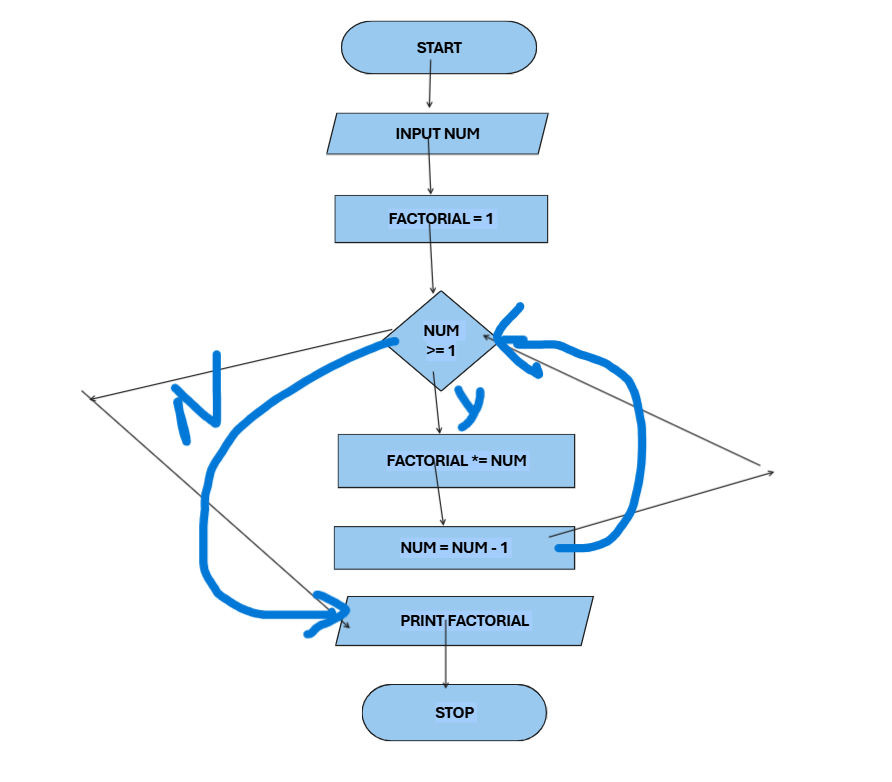 START
INPUT NUM
FACTORIAL = 1
NUM
>= 1
N
y
FACTORIAL *= NUM
NUM = NUM - 1
PRINT FACTORIAL
STOP